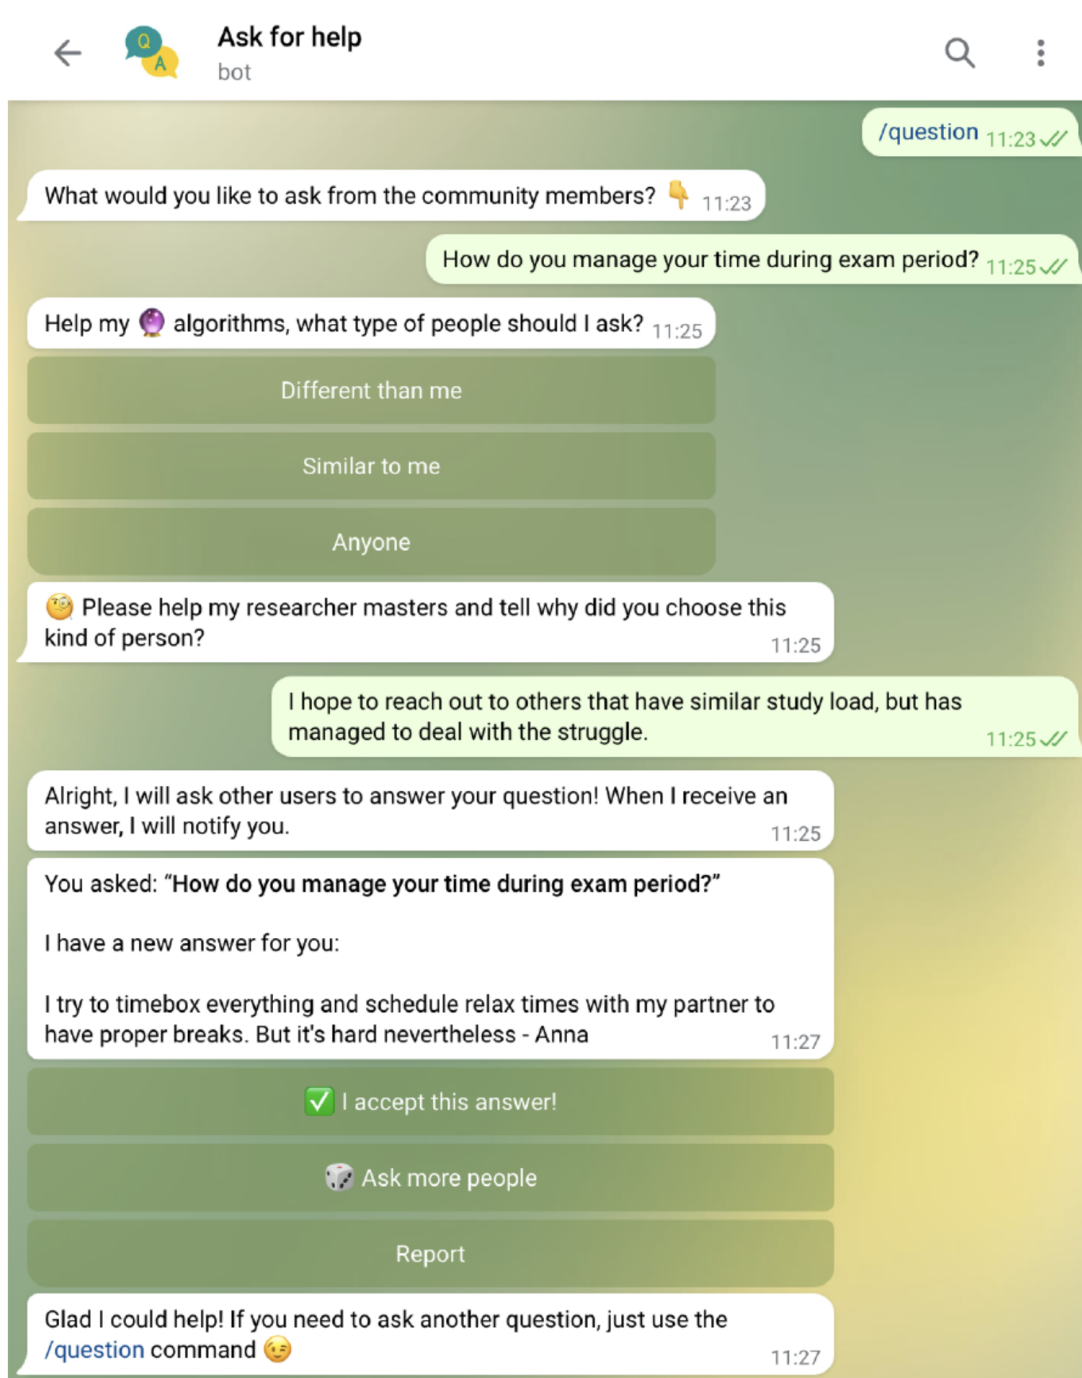 Ask for help
bot
Q
A
/question 11:23
What would you like to ask from the community members? 👇 11:23
How do you manage your time during exam period? 11:25
Help my 🔮 algorithms, what type of people should I ask? 11:25
Different than me
Similar to me
Anyone
🧐 Please help my researcher masters and tell why did you choose this
kind of person? 11:25
I hope to reach out to others that have similar study load, but has
managed to deal with the struggle. 11:25
Alright, I will ask other users to answer your question! When I receive an
answer, I will notify you. 11:25
You asked: “How do you manage your time during exam period?”
I have a new answer for you:
I try to timebox everything and schedule relax times with my partner to
have proper breaks. But it's hard nevertheless - Anna 11:27
✅ I accept this answer!
🎲 Ask more people
Report
Glad I could help! If you need to ask another question, just use the
/question command 😉 11:27